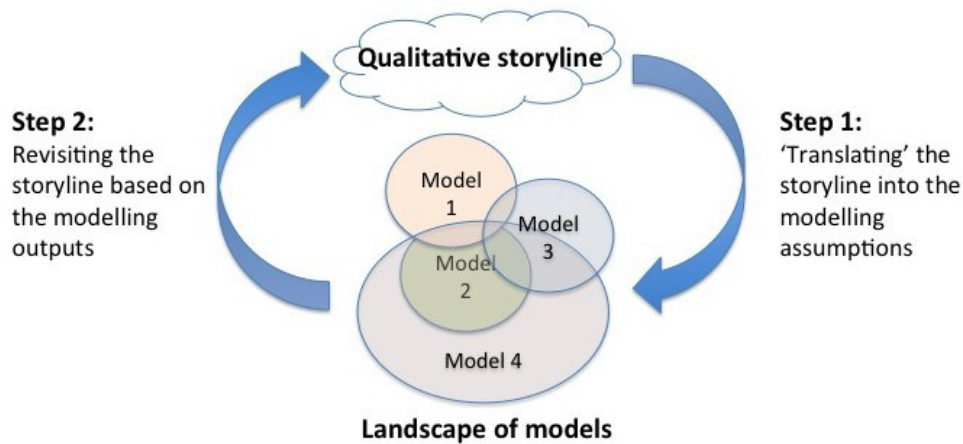 Qualitative storyline
Step 2:
Revisiting the
storyline based on
the modelling
outputs
Step 1:
‘Translating’ the
storyline into the
modelling
assumptions
Model
1
Model
3
Model
2
Model 4
Landscape of models